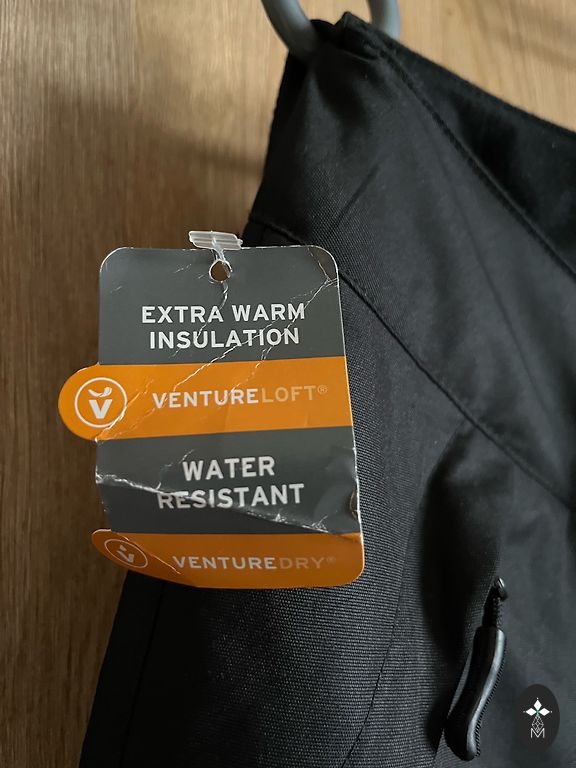 EXTRA WARM
INSULATION
VENTURELOFT®
WATER
RESISTANT
VENTUREDRY®
M